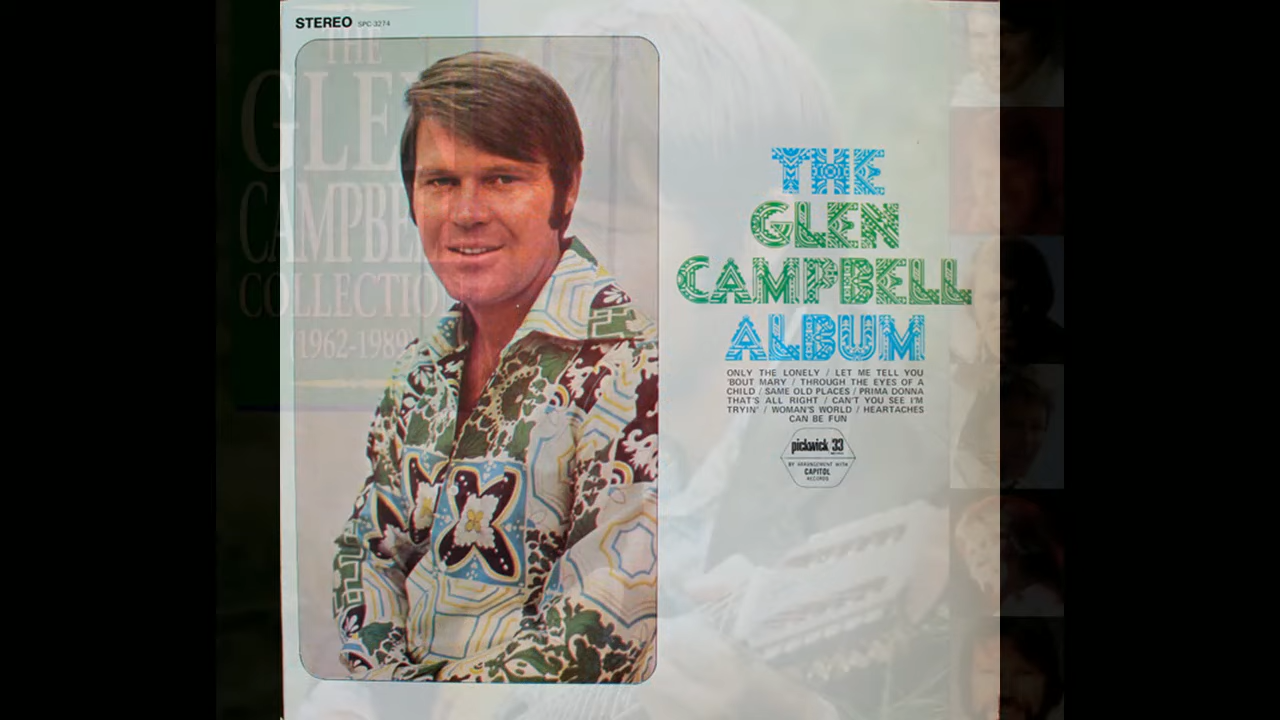 STEREO SPC 3274
THE
GLEN
CAMPBELL
COLLECTION
(1962-1989)
THE
GLEN
CAMPBELL
ALBUM
ONLY THE LONELY / LET ME TELL YOU
'BOUT MARY / THROUGH THE EYES OF A
CHILD / SAME OLD PLACES / PRIMA DONNA
THAT'S ALL RIGHT / CAN'T YOU SEE I'M
TRYIN' / WOMAN'S WORLD / HEARTACHES
CAN BE FUN
pickwick/33
BY ARRANGEMENT WITH
CAPITOL
RECORDS